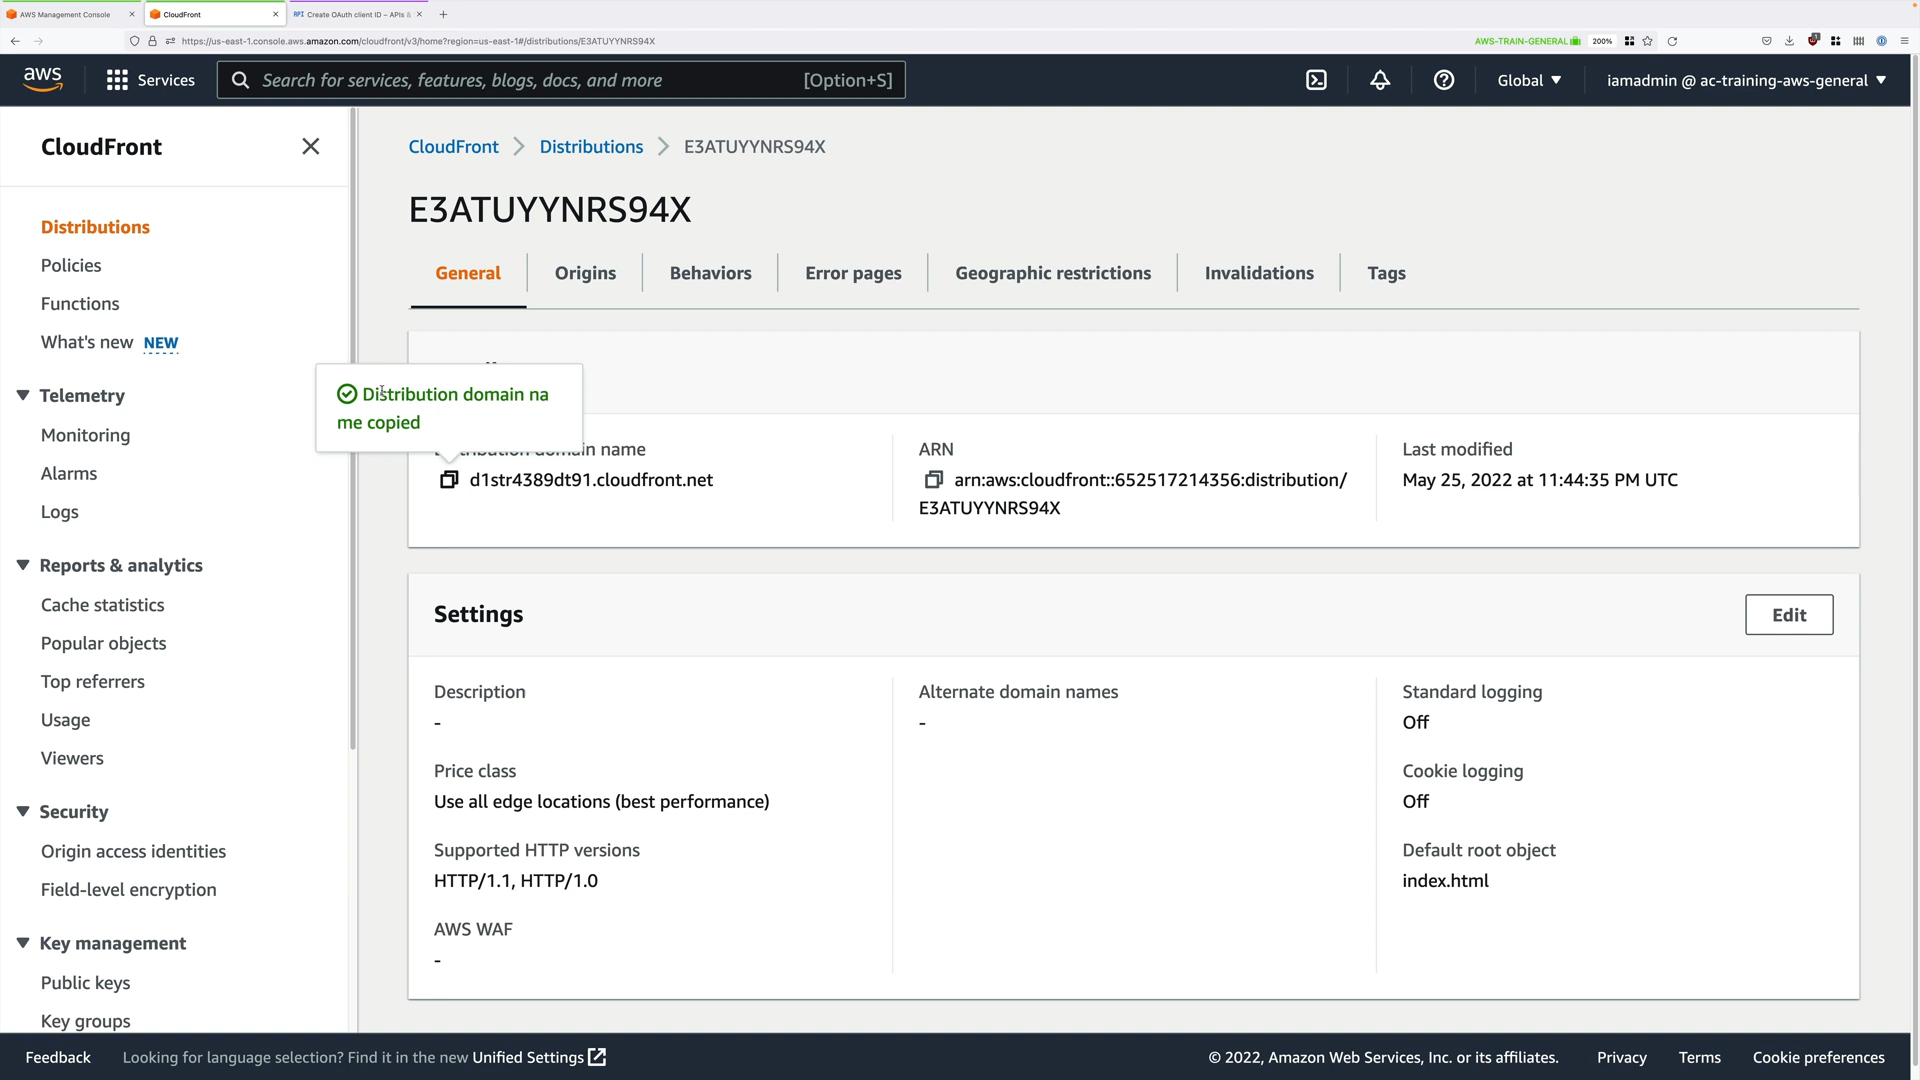 AWS Management Console
CloudFront
Create OAuth client ID – APIs &
https://us-east-1.console.aws.amazon.com/cloudfront/v3/home?region=us-east-1#/distributions/E3ATUYYNRS94X
AWS-TRAIN-GENERAL
200%
aws
Services
Search for services, features, blogs, docs, and more
[Option+S]
Global
iamadmin @ ac-training-aws-general
CloudFront
Distributions
Policies
Functions
What's new NEW
Telemetry
Monitoring
Alarms
Logs
Reports & analytics
Cache statistics
Popular objects
Top referrers
Usage
Viewers
Security
Origin access identities
Field-level encryption
Key management
Public keys
Key groups
CloudFront
Distributions
E3ATUYYNRS94X
E3ATUYYNRS94X
General
Origins
Behaviors
Error pages
Geographic restrictions
Invalidations
Tags
Distribution domain na
me copied
domain name
d1str4389dt91.cloudfront.net
ARN
arn:aws:cloudfront::652517214356:distribution/
E3ATUYYNRS94X
Last modified
May 25, 2022 at 11:44:35 PM UTC
Settings
Edit
Description
-
Price class
Use all edge locations (best performance)
Supported HTTP versions
HTTP/1.1, HTTP/1.0
AWS WAF
-
Alternate domain names
-
Standard logging
Off
Cookie logging
Off
Default root object
index.html
Feedback
Looking for language selection? Find it in the new Unified Settings
© 2022, Amazon Web Services, Inc. or its affiliates.
Privacy
Terms
Cookie preferences